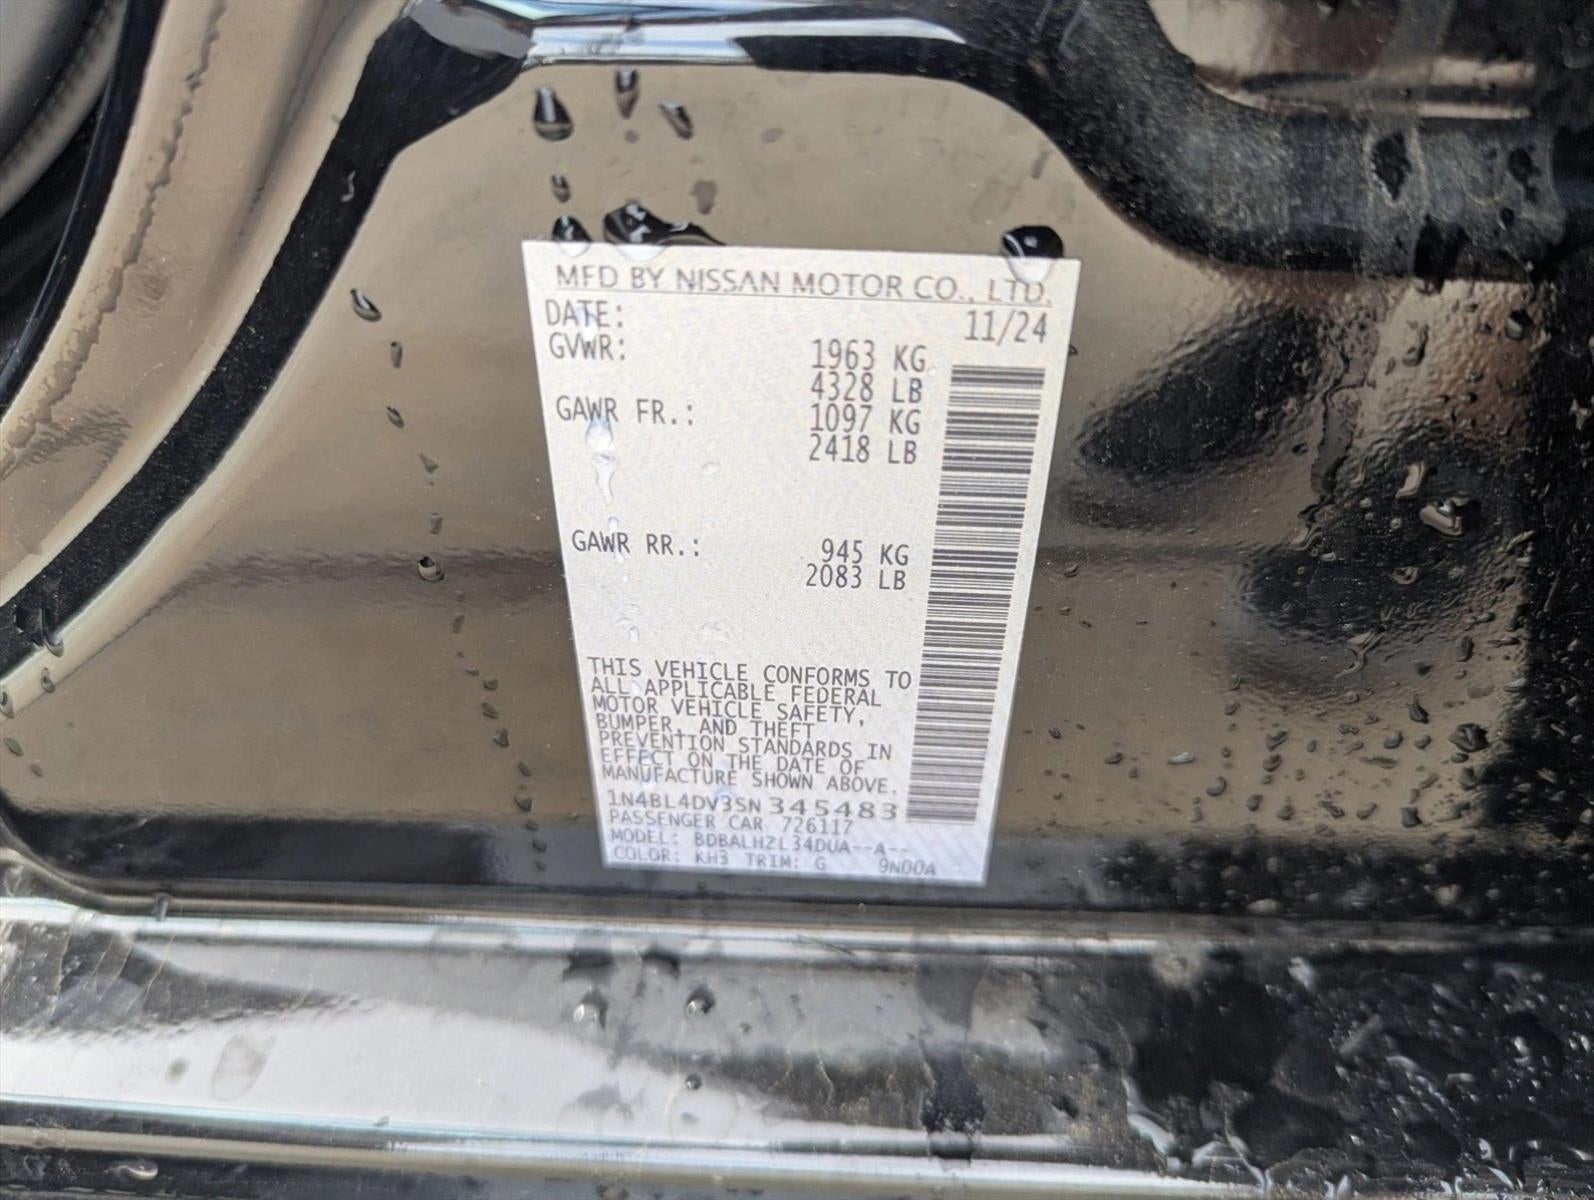 MFD BY NISSAN MOTOR CO., LTD.
DATE: 11/24
GVWR: 1963 KG
4328 LB
GAWR FR.: 1097 KG
2418 LB
GAWR RR.: 945 KG
2083 LB
THIS VEHICLE CONFORMS TO
ALL APPLICABLE FEDERAL
MOTOR VEHICLE SAFETY,
BUMPER, AND THEFT
PREVENTION STANDARDS IN
EFFECT ON THE DATE OF
MANUFACTURE SHOWN ABOVE.
1N4BL4DV3SN345483
PASSENGER CAR 726117
MODEL: BDBALHZL34DUA--A--
COLOR: KH3 TRIM: G 9N00A